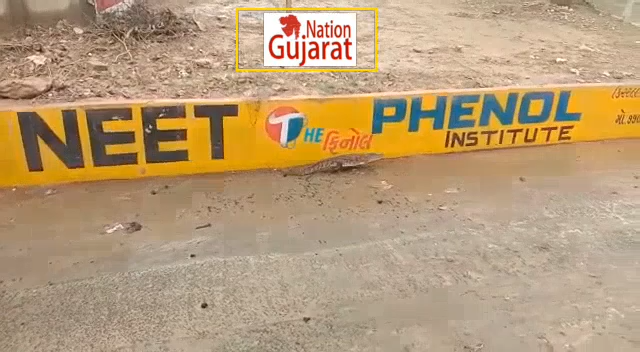 Nation
Gujarat
NEET THE ફિનોલ PHENOL
INSTITUTE